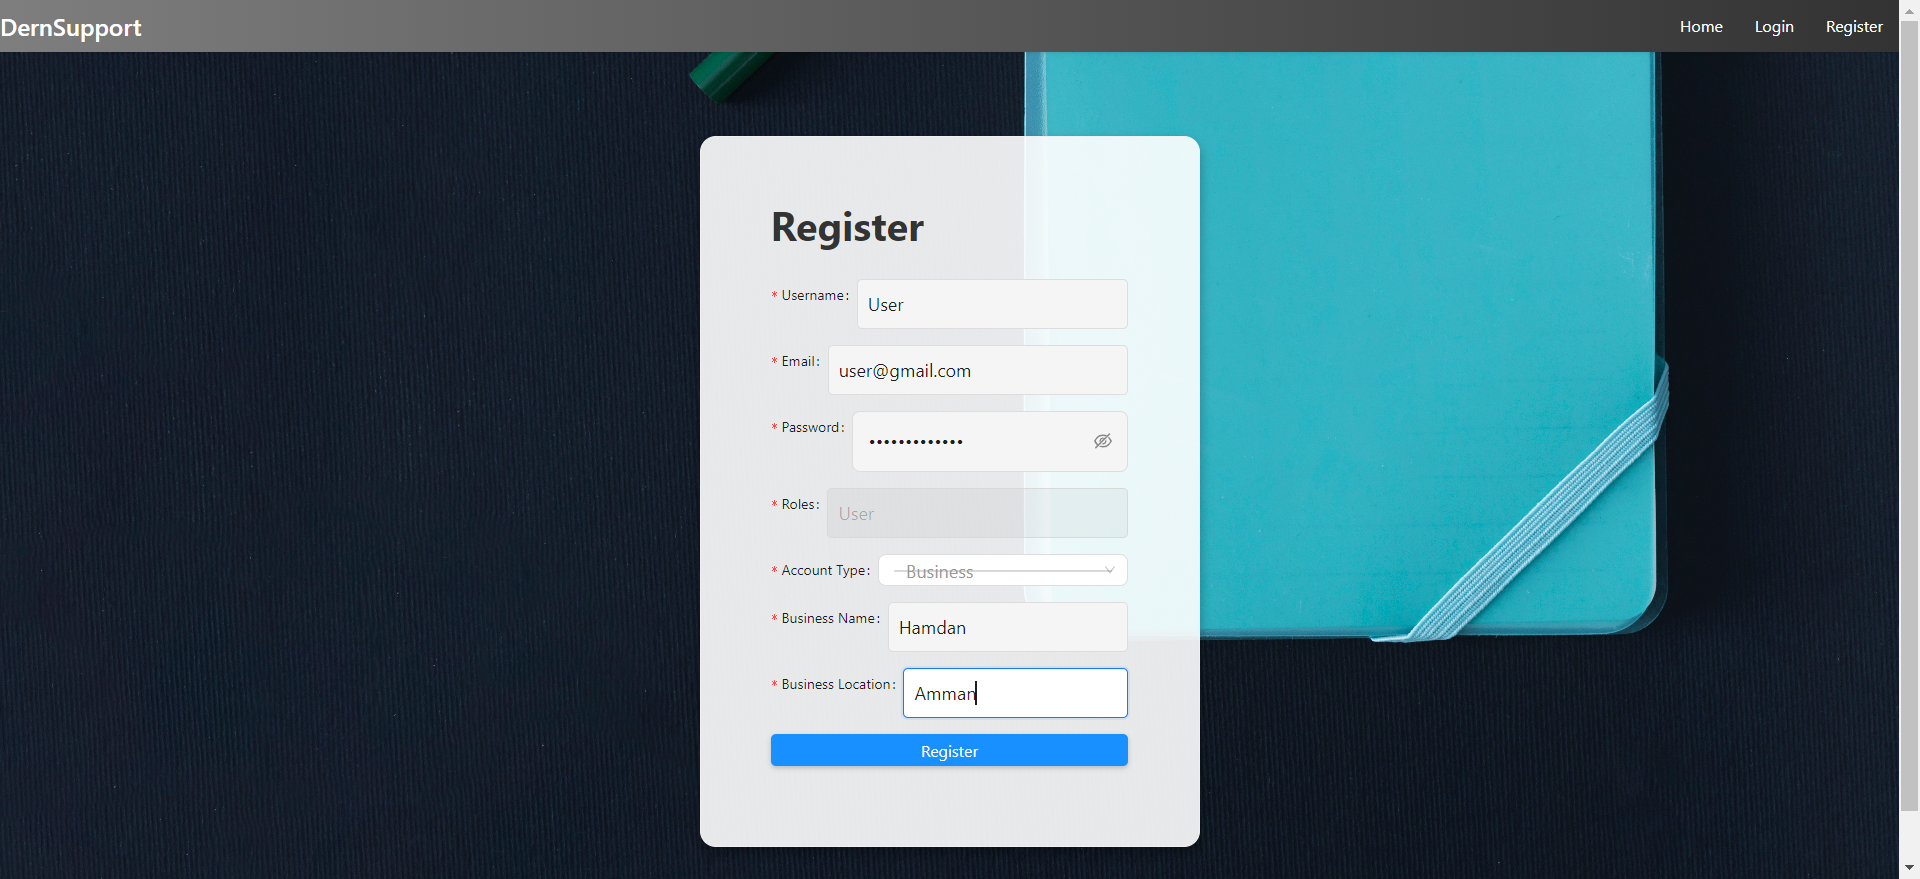 DernSupport
Home Login Register
Register
* Username: User
* Email: user@gmail.com
* Password: •••••••••••••
* Roles: User
* Account Type: Business
* Business Name: Hamdan
* Business Location: Amman
Register